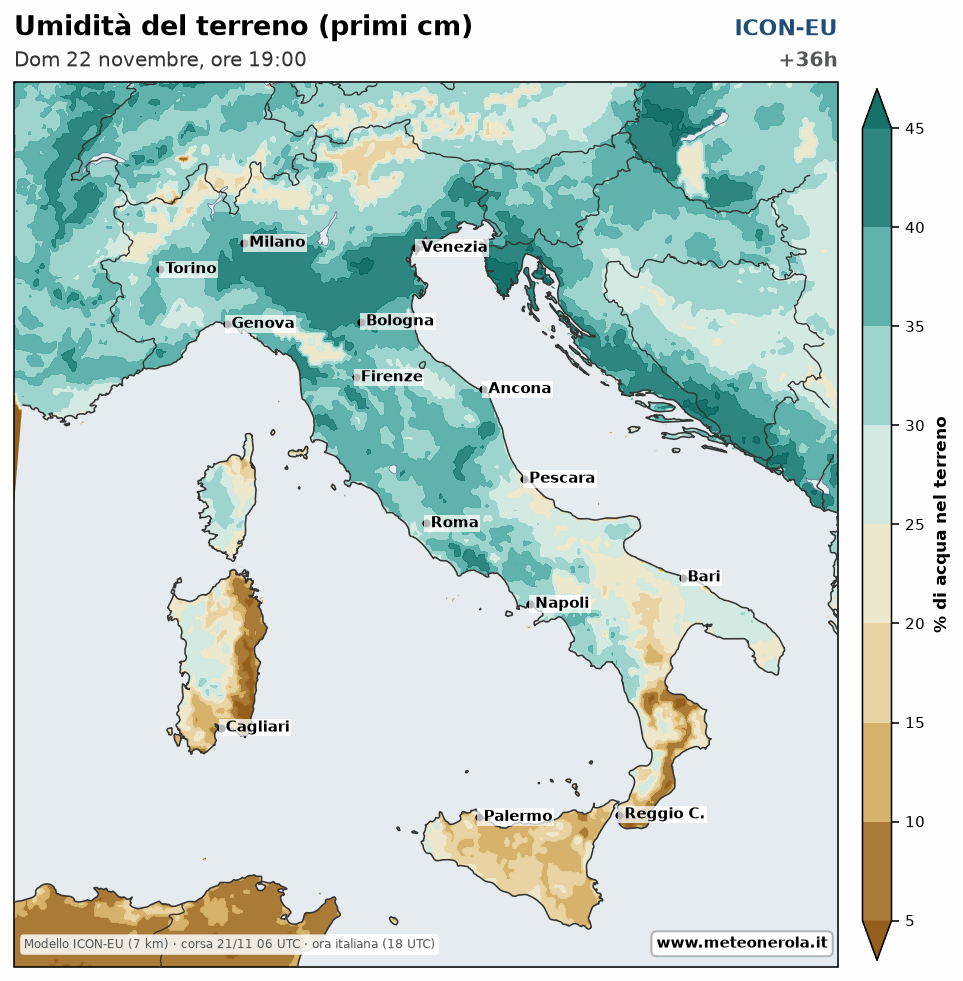 Umidità del terreno (primi cm)
ICON-EU
Dom 22 novembre, ore 19:00
+36h
Milano
Venezia
Torino
Genova
Bologna
Firenze
Ancona
Pescara
Roma
Bari
Napoli
Cagliari
Palermo
Reggio C.
45
40
35
30
25
20
15
10
5
% di acqua nel terreno
Modello ICON-EU (7 km) · corsa 21/11 06 UTC · ora italiana (18 UTC)
www.meteonerola.it